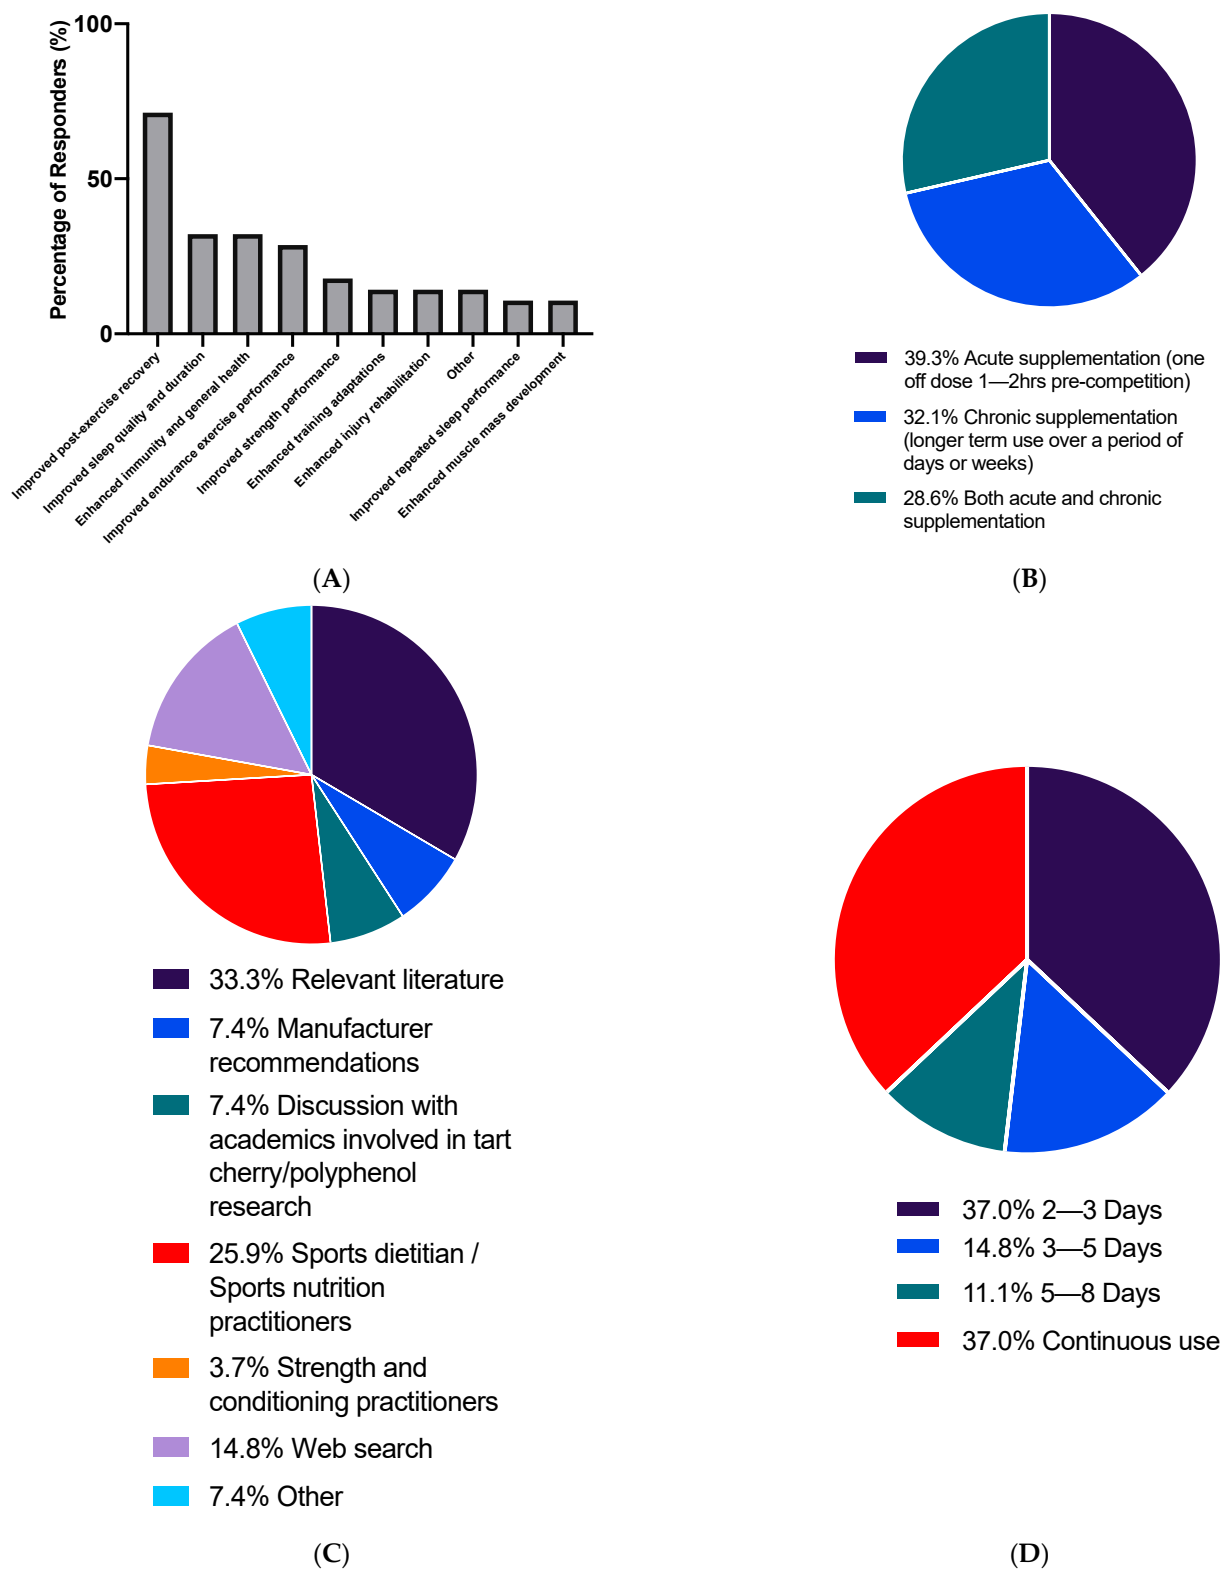 Percentage of Responders (%)
100
50
0
Improved post-exercise recovery
Improved sleep quality and duration
Enhanced immunity and general health
Improved endurance exercise performance
Improved strength performance
Enhanced training adaptations
Enhanced injury rehabilitation
Other
Improved repeated sleep performance
Enhanced muscle mass development
(A)
39.3% Acute supplementation (one
off dose 1—2hrs pre-competition)
32.1% Chronic supplementation
(longer term use over a period of
days or weeks)
28.6% Both acute and chronic
supplementation
(B)
33.3% Relevant literature
7.4% Manufacturer
recommendations
7.4% Discussion with
academics involved in tart
cherry/polyphenol
research
25.9% Sports dietitian /
Sports nutrition
practitioners
3.7% Strength and
conditioning practitioners
14.8% Web search
7.4% Other
(C)
37.0% 2—3 Days
14.8% 3—5 Days
11.1% 5—8 Days
37.0% Continuous use
(D)